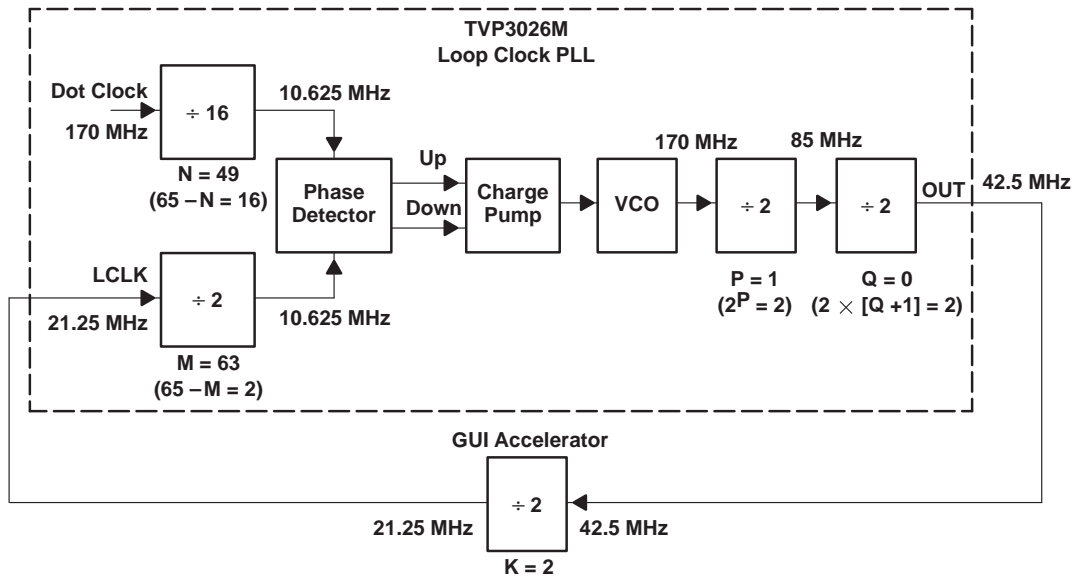 TVP3026M
Loop Clock PLL
Dot Clock
170 MHz
÷ 16
10.625 MHz
N = 49
(65 – N = 16)
Phase
Detector
Up
Down
Charge
Pump
VCO
170 MHz
÷ 2
85 MHz
÷ 2
OUT
42.5 MHz
P = 1
(2^P = 2)
Q = 0
(2 × [Q +1] = 2)
LCLK
21.25 MHz
÷ 2
10.625 MHz
M = 63
(65 – M = 2)
GUI Accelerator
÷ 2
21.25 MHz
42.5 MHz
K = 2